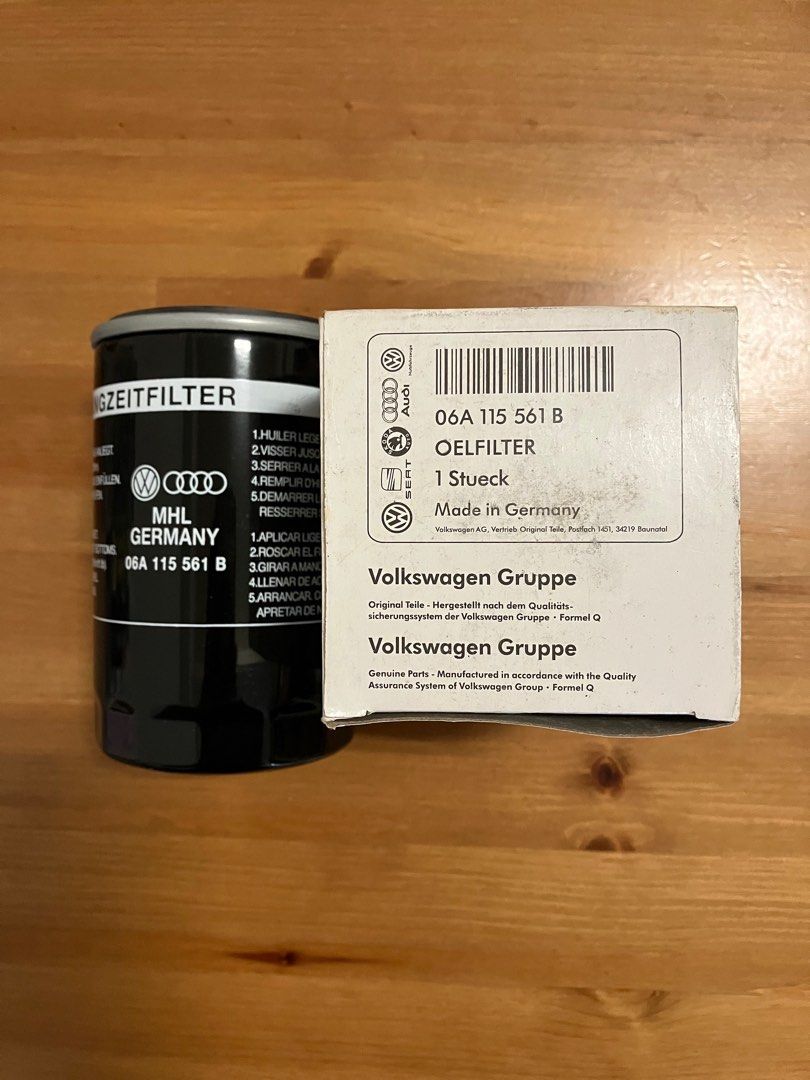 NGZEITFILTER
1.HUILER LEGE
2.VISSER JUSQ
3.SERRER A LA
4.REMPLIR D'H
5.DEMARRER L
RESSERRER
MHL
GERMANY
06A 115 561 B
1.APLICAR LIGE
2.ROSCAR EL F
3.GIRAR A MANO
4.LLENAR DE AC
5.ARRANCAR. C
APRETAR DE N
BOTTOMS.
Nutzfahrzeuge
Audi
SKODA
SEAT
06A 115 561 B
OELFILTER
1 Stueck
Made in Germany
Volkswagen AG, Vertrieb Original Teile, Postfach 1451, 34219 Baunatal
Volkswagen Gruppe
Original Teile - Hergestellt nach dem Qualitäts-
sicherungssystem der Volkswagen Gruppe • Formel Q
Volkswagen Gruppe
Genuine Parts - Manufactured in accordance with the Quality
Assurance System of Volkswagen Group • Formel Q